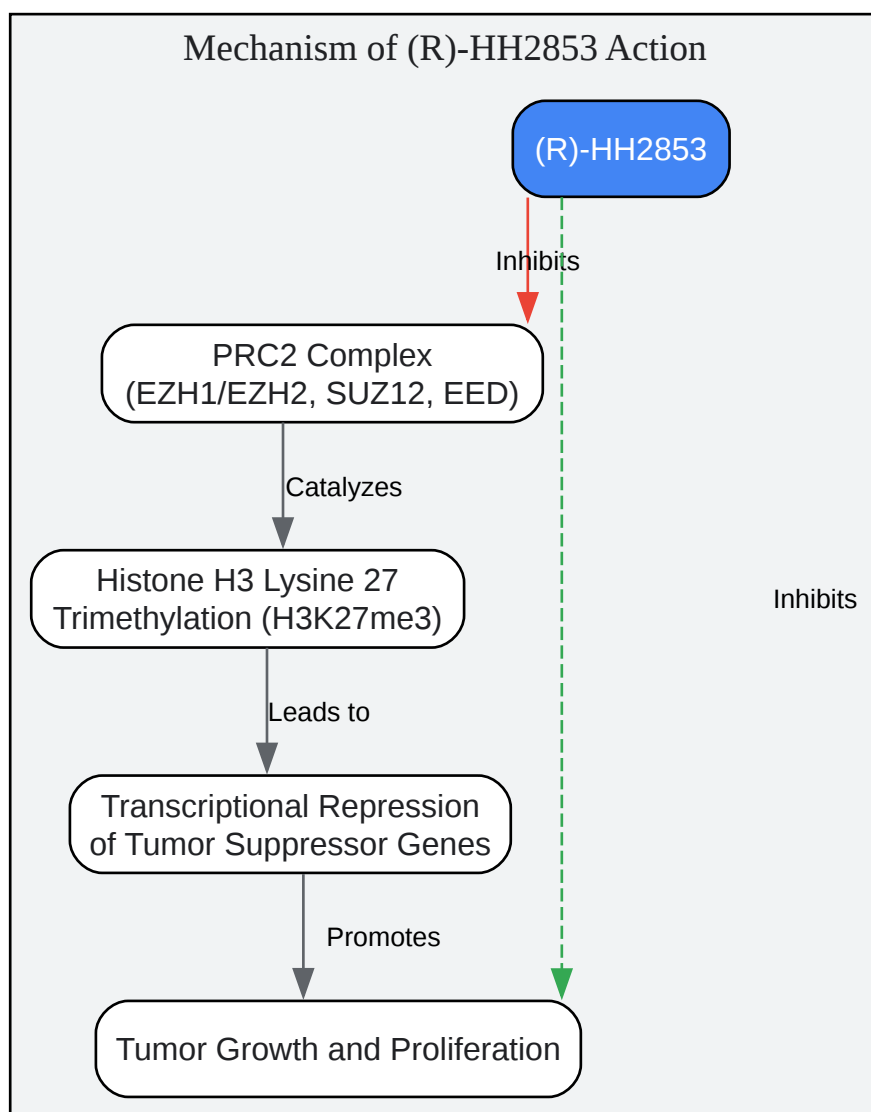 Mechanism of (R)-HH2853 Action
(R)-HH2853
Inhibits
PRC2 Complex
(EZH1/EZH2, SUZ12, EED)
Catalyzes
Histone H3 Lysine 27
Trimethylation (H3K27me3)
Inhibits
Leads to
Transcriptional Repression
of Tumor Suppressor Genes
Promotes
Tumor Growth and Proliferation